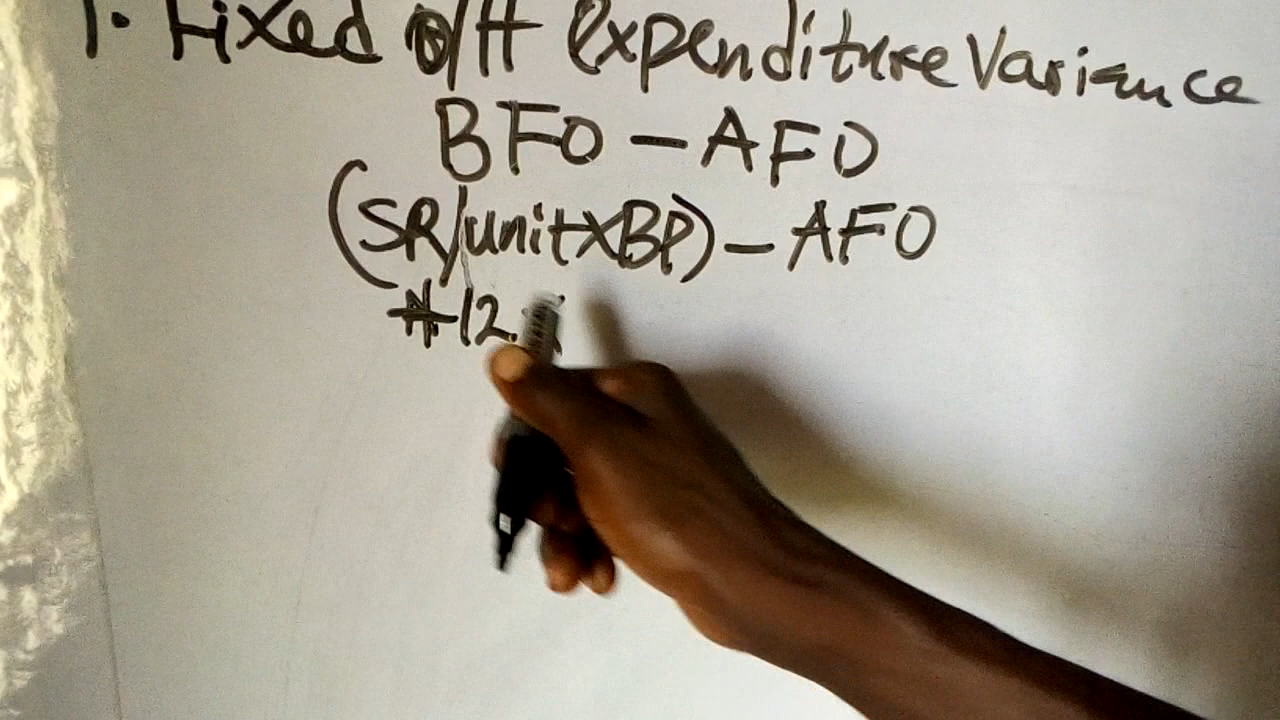 1. Fixed O/H Expenditure Variance
BFO - AFO
(SR/unit×BP) - AFO
₦12.